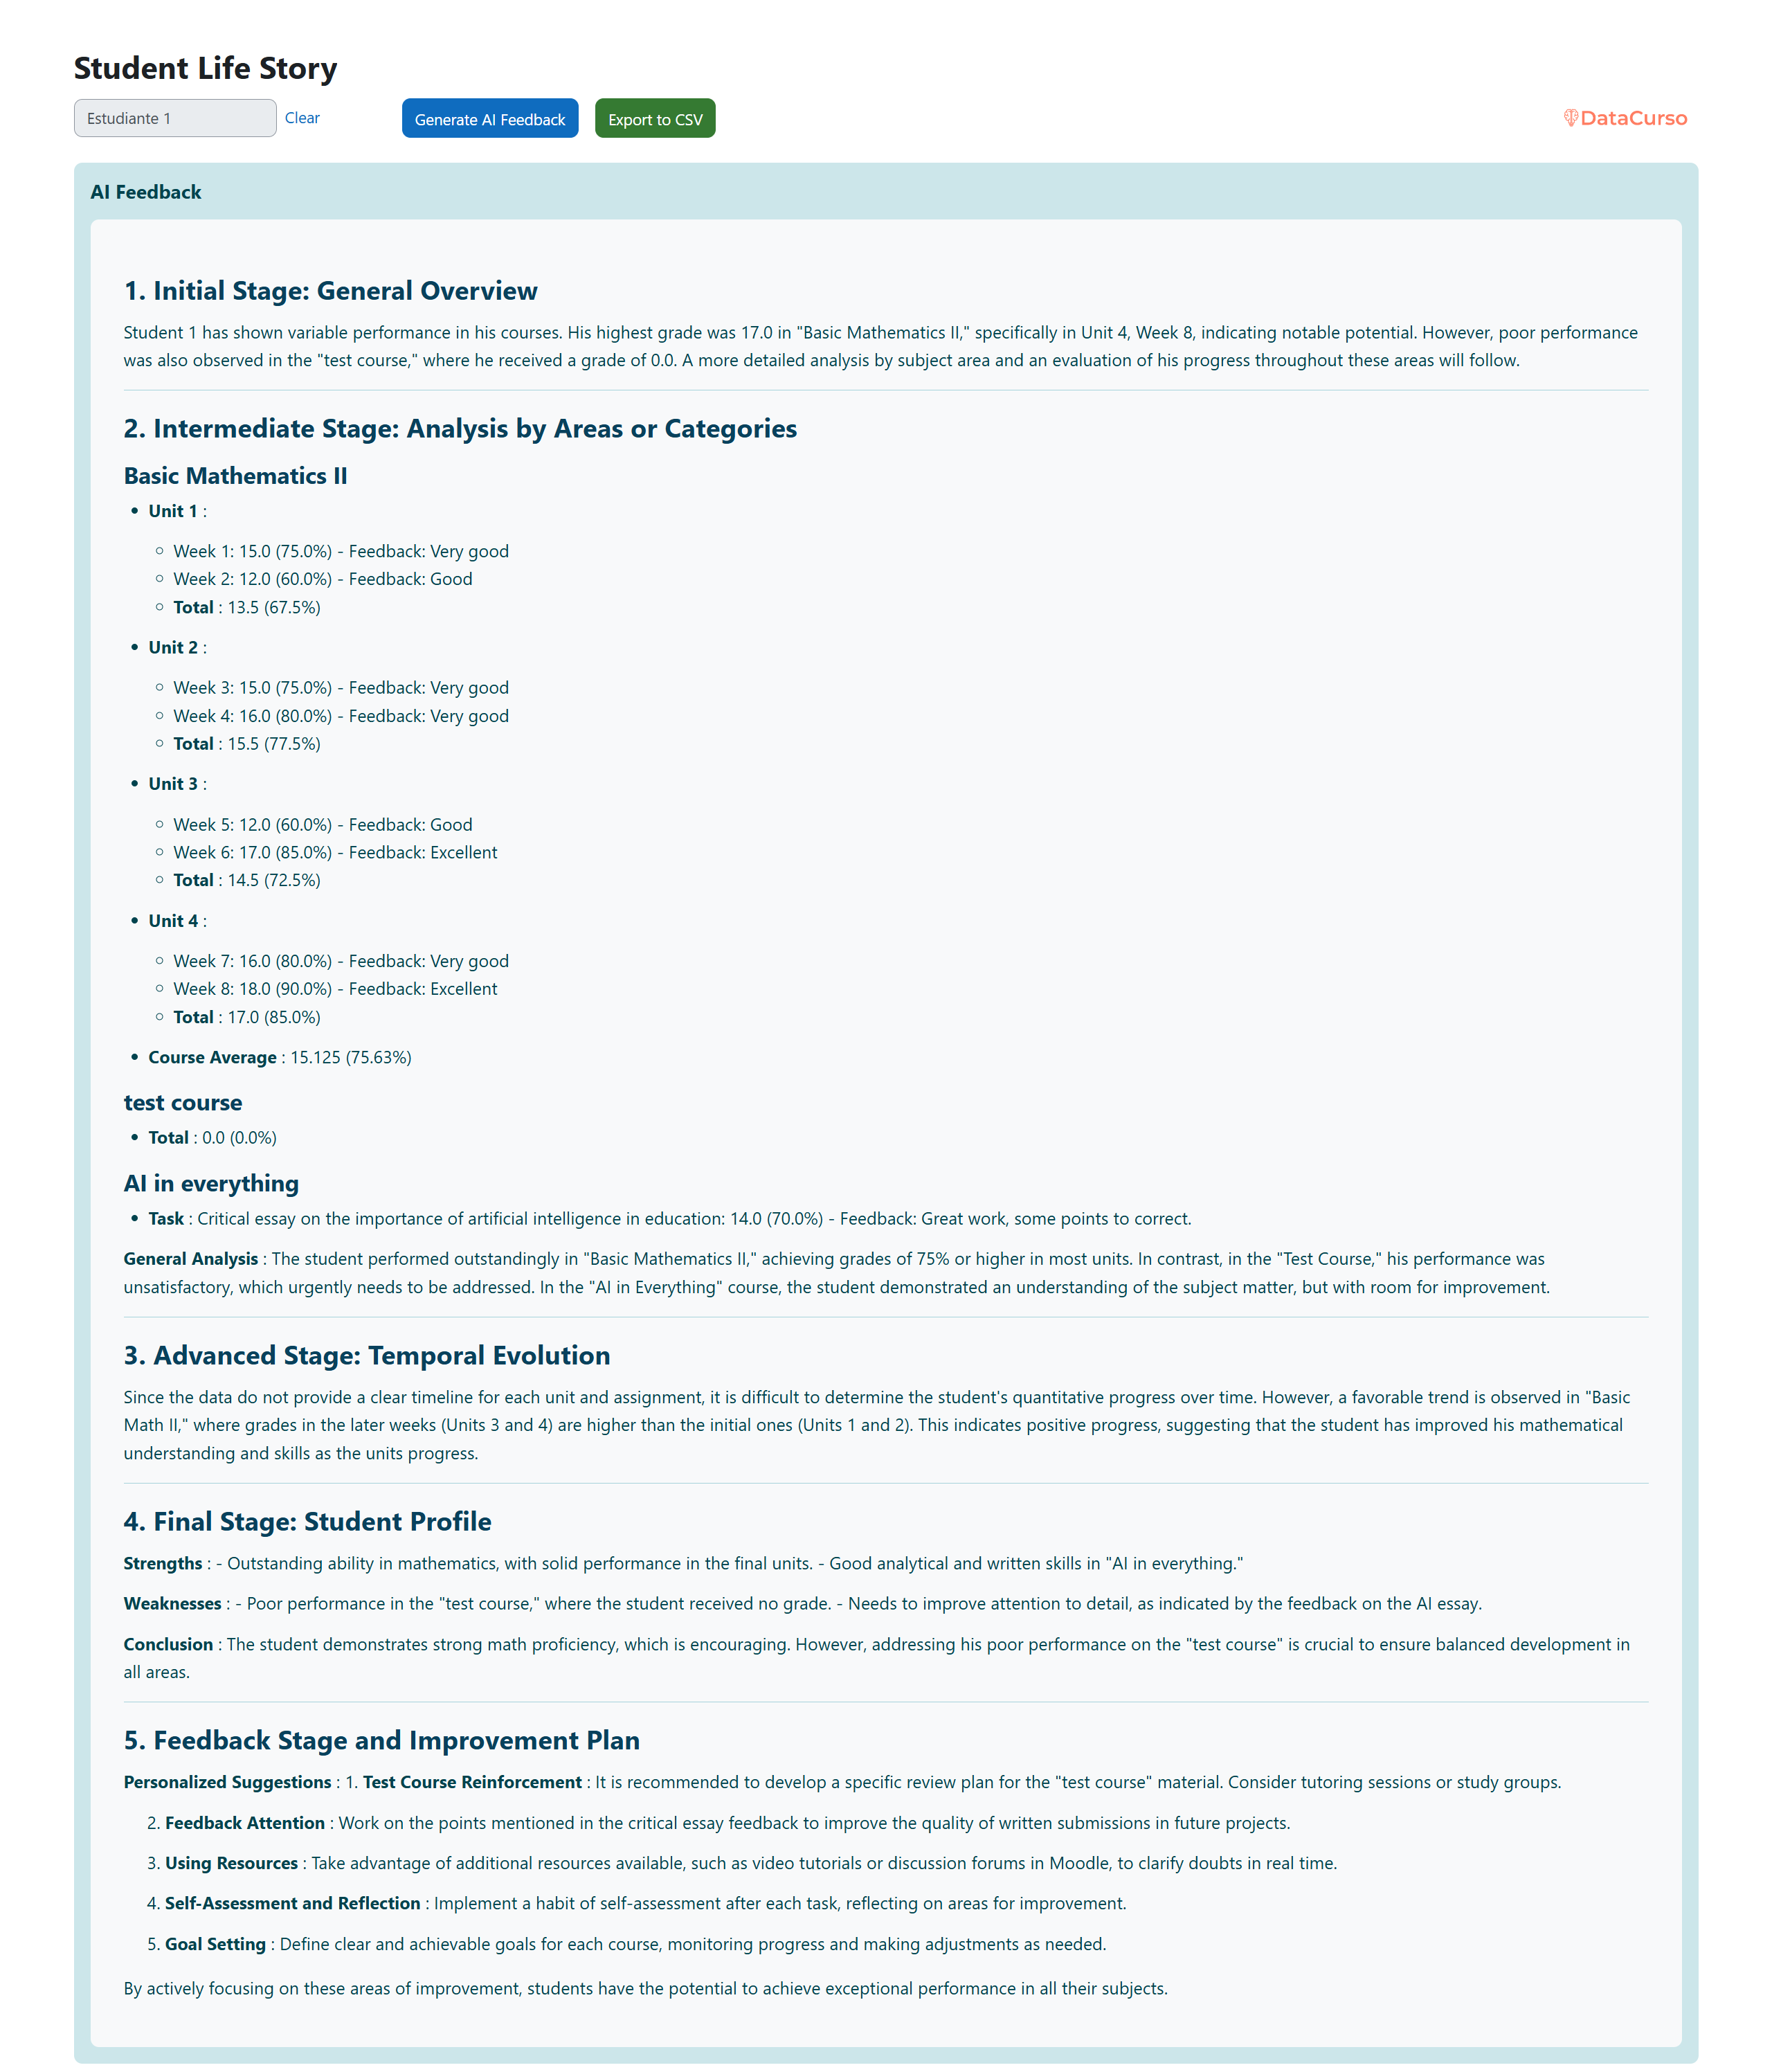 Student Life Story
Estudiante 1
Clear
Generate AI Feedback
Export to CSV
DataCurso
AI Feedback
1. Initial Stage: General Overview
Student 1 has shown variable performance in his courses. His highest grade was 17.0 in "Basic Mathematics II," specifically in Unit 4, Week 8, indicating notable potential. However, poor performance
was also observed in the "test course," where he received a grade of 0.0. A more detailed analysis by subject area and an evaluation of his progress throughout these areas will follow.
2. Intermediate Stage: Analysis by Areas or Categories
Basic Mathematics II
• Unit 1 :
○ Week 1: 15.0 (75.0%) - Feedback: Very good
○ Week 2: 12.0 (60.0%) - Feedback: Good
○ Total : 13.5 (67.5%)
• Unit 2 :
○ Week 3: 15.0 (75.0%) - Feedback: Very good
○ Week 4: 16.0 (80.0%) - Feedback: Very good
○ Total : 15.5 (77.5%)
• Unit 3 :
○ Week 5: 12.0 (60.0%) - Feedback: Good
○ Week 6: 17.0 (85.0%) - Feedback: Excellent
○ Total : 14.5 (72.5%)
• Unit 4 :
○ Week 7: 16.0 (80.0%) - Feedback: Very good
○ Week 8: 18.0 (90.0%) - Feedback: Excellent
○ Total : 17.0 (85.0%)
• Course Average : 15.125 (75.63%)
test course
• Total : 0.0 (0.0%)
AI in everything
• Task : Critical essay on the importance of artificial intelligence in education: 14.0 (70.0%) - Feedback: Great work, some points to correct.
General Analysis : The student performed outstandingly in "Basic Mathematics II," achieving grades of 75% or higher in most units. In contrast, in the "Test Course," his performance was
unsatisfactory, which urgently needs to be addressed. In the "AI in Everything" course, the student demonstrated an understanding of the subject matter, but with room for improvement.
3. Advanced Stage: Temporal Evolution
Since the data do not provide a clear timeline for each unit and assignment, it is difficult to determine the student's quantitative progress over time. However, a favorable trend is observed in "Basic
Math II," where grades in the later weeks (Units 3 and 4) are higher than the initial ones (Units 1 and 2). This indicates positive progress, suggesting that the student has improved his mathematical
understanding and skills as the units progress.
4. Final Stage: Student Profile
Strengths : - Outstanding ability in mathematics, with solid performance in the final units. - Good analytical and written skills in "AI in everything."
Weaknesses : - Poor performance in the "test course," where the student received no grade. - Needs to improve attention to detail, as indicated by the feedback on the AI essay.
Conclusion : The student demonstrates strong math proficiency, which is encouraging. However, addressing his poor performance on the "test course" is crucial to ensure balanced development in
all areas.
5. Feedback Stage and Improvement Plan
Personalized Suggestions : 1. Test Course Reinforcement : It is recommended to develop a specific review plan for the "test course" material. Consider tutoring sessions or study groups.
2. Feedback Attention : Work on the points mentioned in the critical essay feedback to improve the quality of written submissions in future projects.
3. Using Resources : Take advantage of additional resources available, such as video tutorials or discussion forums in Moodle, to clarify doubts in real time.
4. Self-Assessment and Reflection : Implement a habit of self-assessment after each task, reflecting on areas for improvement.
5. Goal Setting : Define clear and achievable goals for each course, monitoring progress and making adjustments as needed.
By actively focusing on these areas of improvement, students have the potential to achieve exceptional performance in all their subjects.